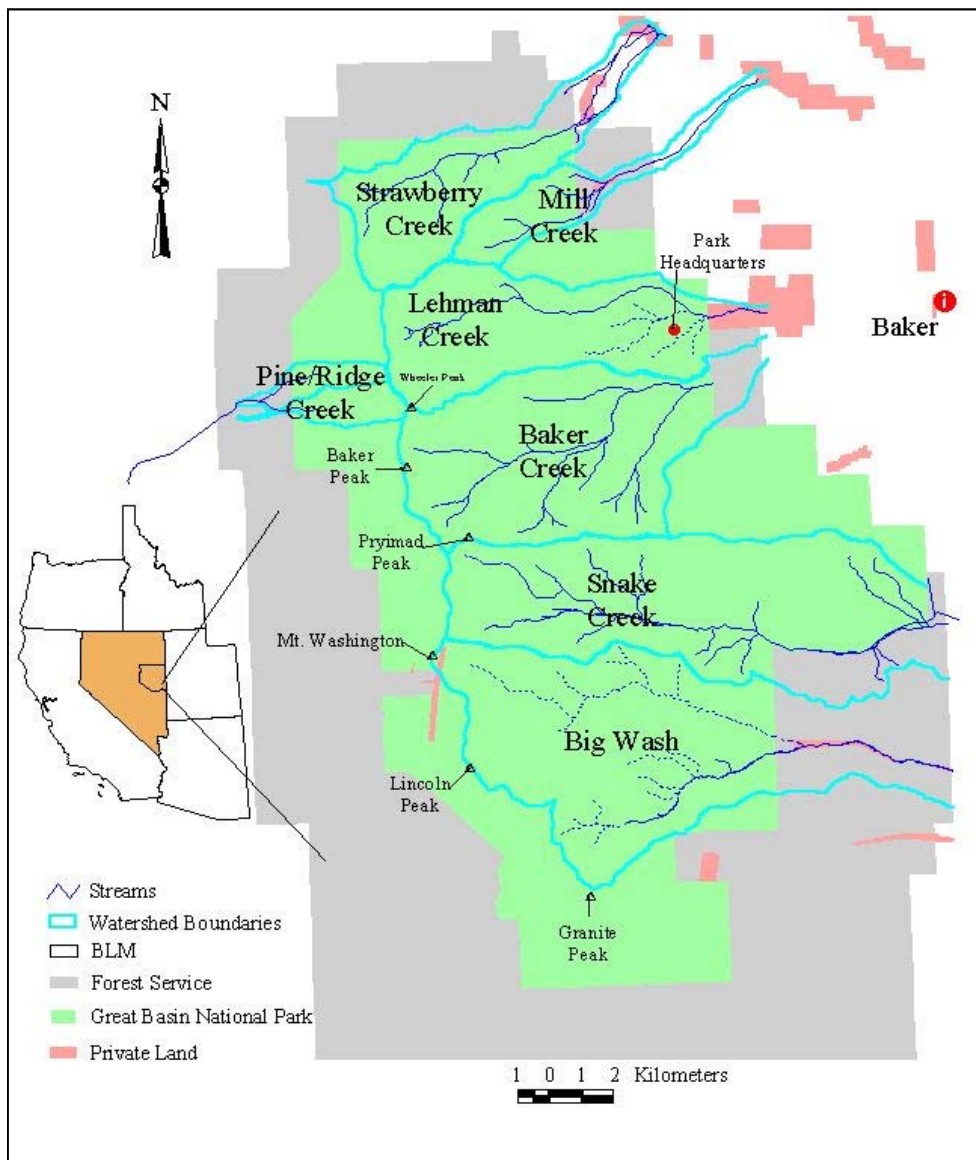 N
Strawberry
Creek
Mill
Creek
Park
Headquarters
Lehman
Creek
i
Baker
Pine/Ridge
Creek
Wheeler Peak
Baker
Peak
Baker
Creek
Pryimad
Peak
Snake
Creek
Mt. Washington
Big Wash
Lincoln
Peak
Granite
Peak
Streams
Watershed Boundaries
BLM
Forest Service
Great Basin National Park
Private Land
1 0 1 2 Kilometers